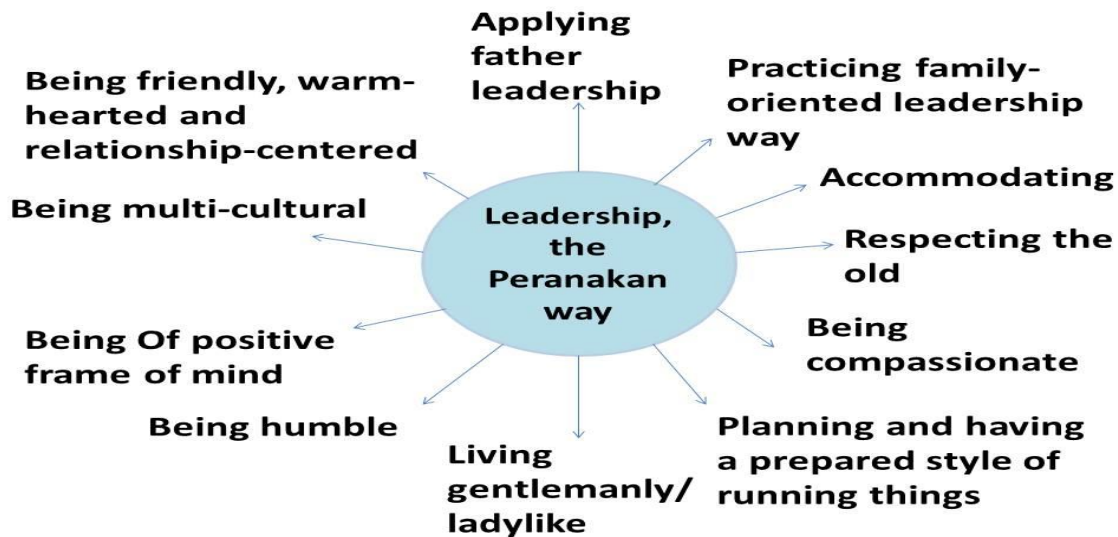 Applying
father
leadership
Practicing family-
oriented leadership
way
Accommodating
Respecting the
old
Being
compassionate
Planning and having
a prepared style of
running things
Living
gentlemanly/
ladylike
Being humble
Being Of positive
frame of mind
Being multi-cultural
Being friendly, warm-
hearted and
relationship-centered
Leadership,
the
Peranakan
way